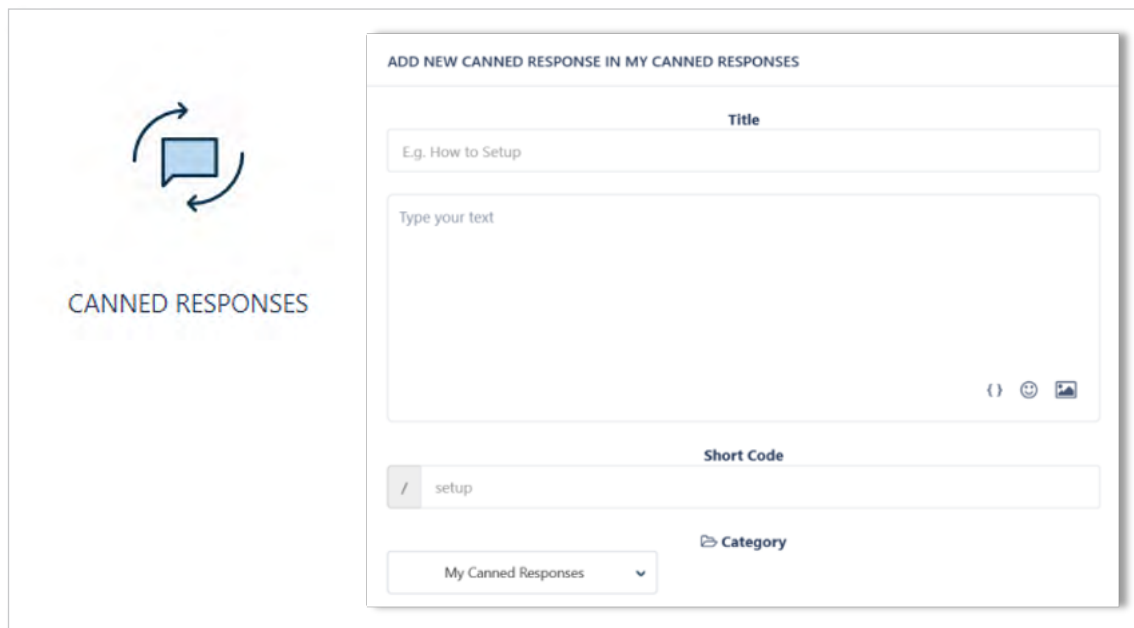 CANNED RESPONSES
ADD NEW CANNED RESPONSE IN MY CANNED RESPONSES
Title
E.g. How to Setup
Type your text
{}
Short Code
/ setup
Category
My Canned Responses